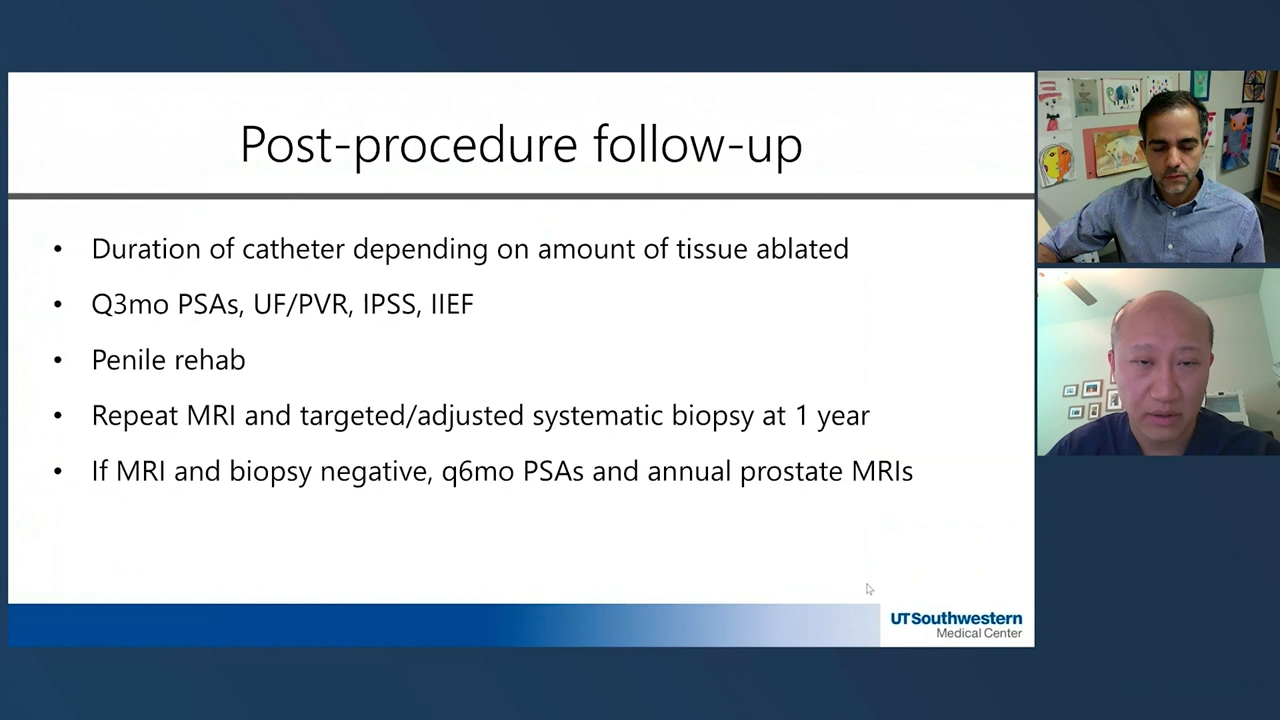 Post-procedure follow-up
• Duration of catheter depending on amount of tissue ablated
• Q3mo PSAs, UF/PVR, IPSS, IIEF
• Penile rehab
• Repeat MRI and targeted/adjusted systematic biopsy at 1 year
• If MRI and biopsy negative, q6mo PSAs and annual prostate MRIs
UTSouthwestern
Medical Center